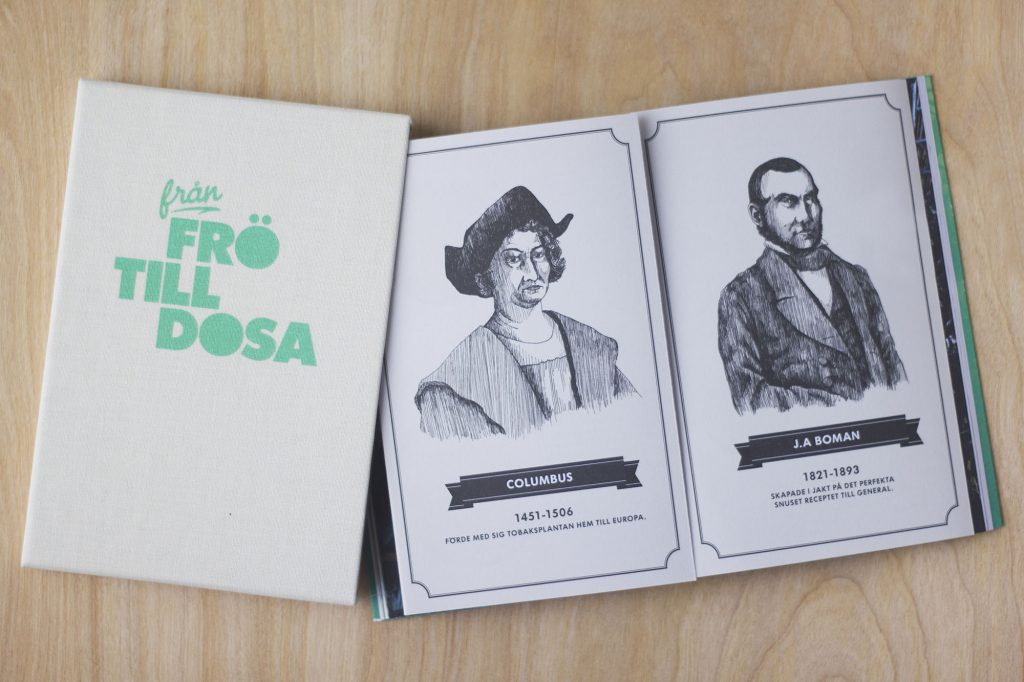 från
FRÖ
TILL
DOSA
COLUMBUS
1451-1506
FÖRDE MED SIG TOBAKSPLANTAN HEM TILL EUROPA.
J.A BOMAN
1821-1893
SKAPADE I JAKT PÅ DET PERFEKTA
SNUSET RECEPTET TILL GENERAL.